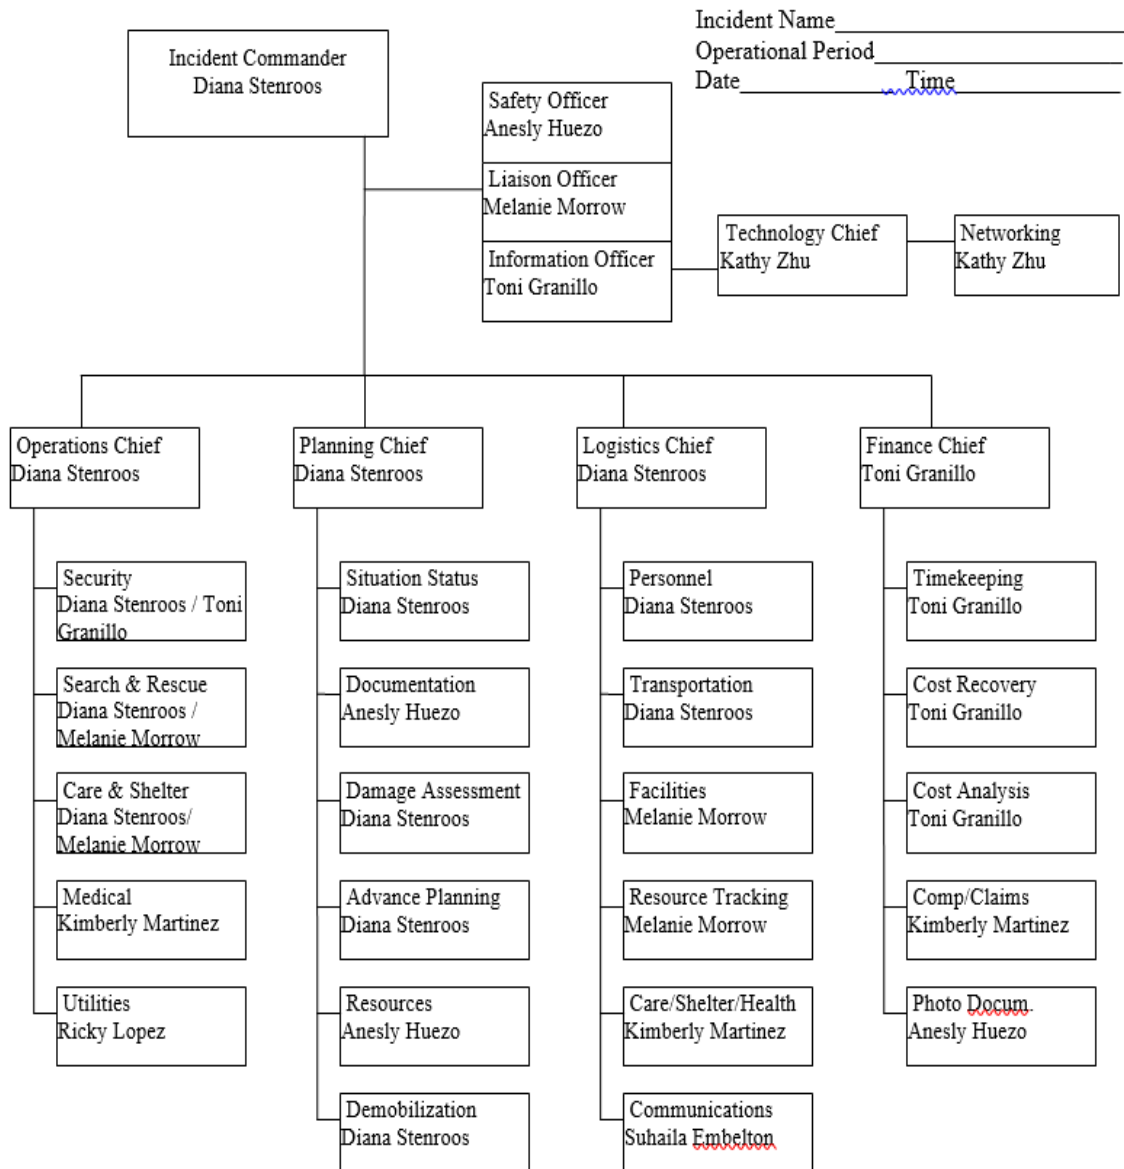 Incident Name
Operational Period
Date Time
Incident Commander
Diana Stenroos
Safety Officer
Anesly Huezo
Liaison Officer
Melanie Morrow
Information Officer
Toni Granillo
Technology Chief
Kathy Zhu
Networking
Kathy Zhu
Operations Chief
Diana Stenroos
Planning Chief
Diana Stenroos
Logistics Chief
Diana Stenroos
Finance Chief
Toni Granillo
Security
Diana Stenroos / Toni
Granillo
Search & Rescue
Diana Stenroos /
Melanie Morrow
Care & Shelter
Diana Stenroos/
Melanie Morrow
Medical
Kimberly Martinez
Utilities
Ricky Lopez
Situation Status
Diana Stenroos
Documentation
Anesly Huezo
Damage Assessment
Diana Stenroos
Advance Planning
Diana Stenroos
Resources
Anesly Huezo
Demobilization
Diana Stenroos
Personnel
Diana Stenroos
Transportation
Diana Stenroos
Facilities
Melanie Morrow
Resource Tracking
Melanie Morrow
Care/Shelter/Health
Kimberly Martinez
Communications
Suhaila Embelton
Timekeeping
Toni Granillo
Cost Recovery
Toni Granillo
Cost Analysis
Toni Granillo
Comp/Claims
Kimberly Martinez
Photo Docum.
Anesly Huezo